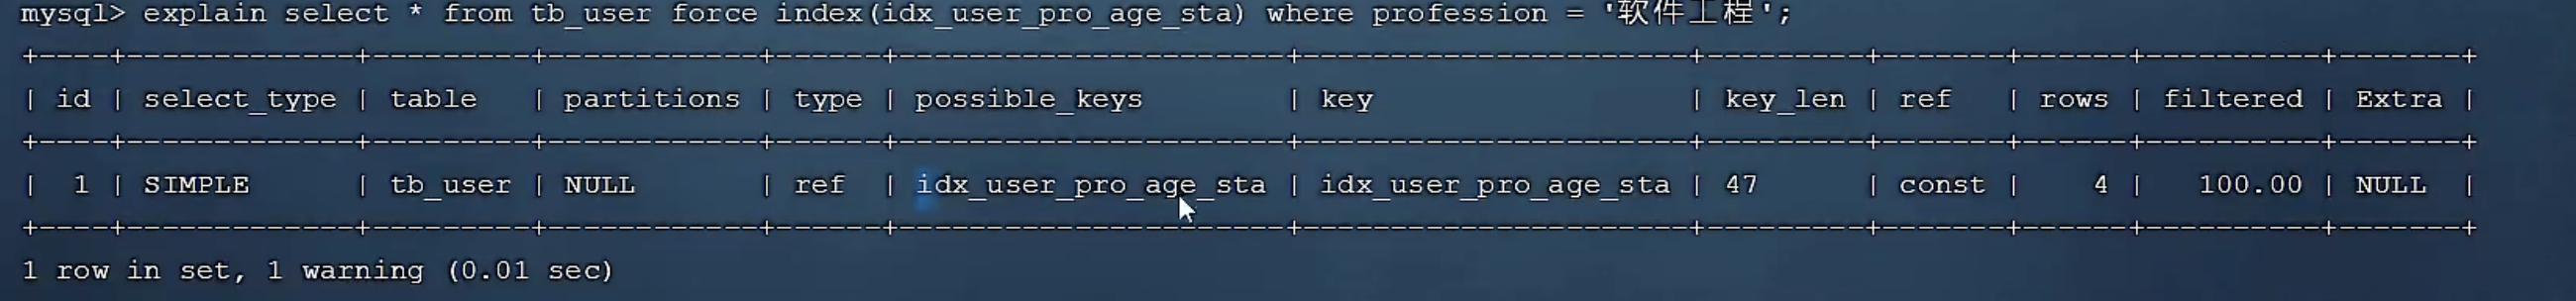 mysql> explain select * from tb_user force index(idx_user_pro_age_sta) where profession = '软件工程';
+----+-------------+---------+------------+------+----------------------+----------------------+---------+-------+------+----------+-------+
| id | select_type | table   | partitions | type | possible_keys        | key                  | key_len | ref   | rows | filtered | Extra |
+----+-------------+---------+------------+------+----------------------+----------------------+---------+-------+------+----------+-------+
|  1 | SIMPLE      | tb_user | NULL       | ref  | idx_user_pro_age_sta | idx_user_pro_age_sta | 47      | const |    4 |   100.00 | NULL  |
+----+-------------+---------+------------+------+----------------------+----------------------+---------+-------+------+----------+-------+
1 row in set, 1 warning (0.01 sec)